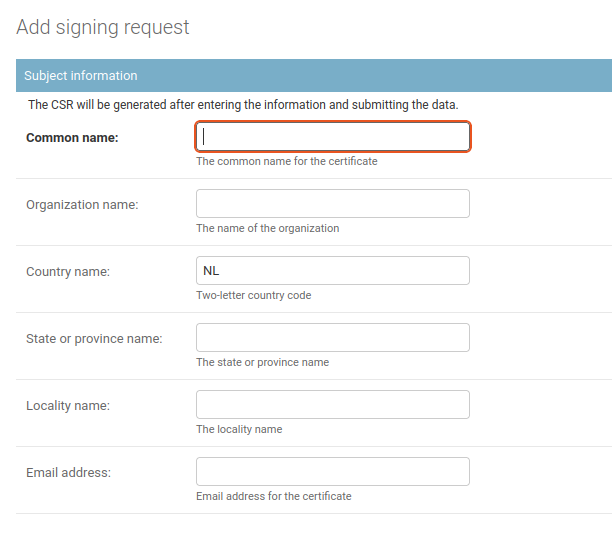 Add signing request
Subject information
The CSR will be generated after entering the information and submitting the data.
Common name:
The common name for the certificate
Organization name:
The name of the organization
Country name:
NL
Two-letter country code
State or province name:
The state or province name
Locality name:
The locality name
Email address:
Email address for the certificate